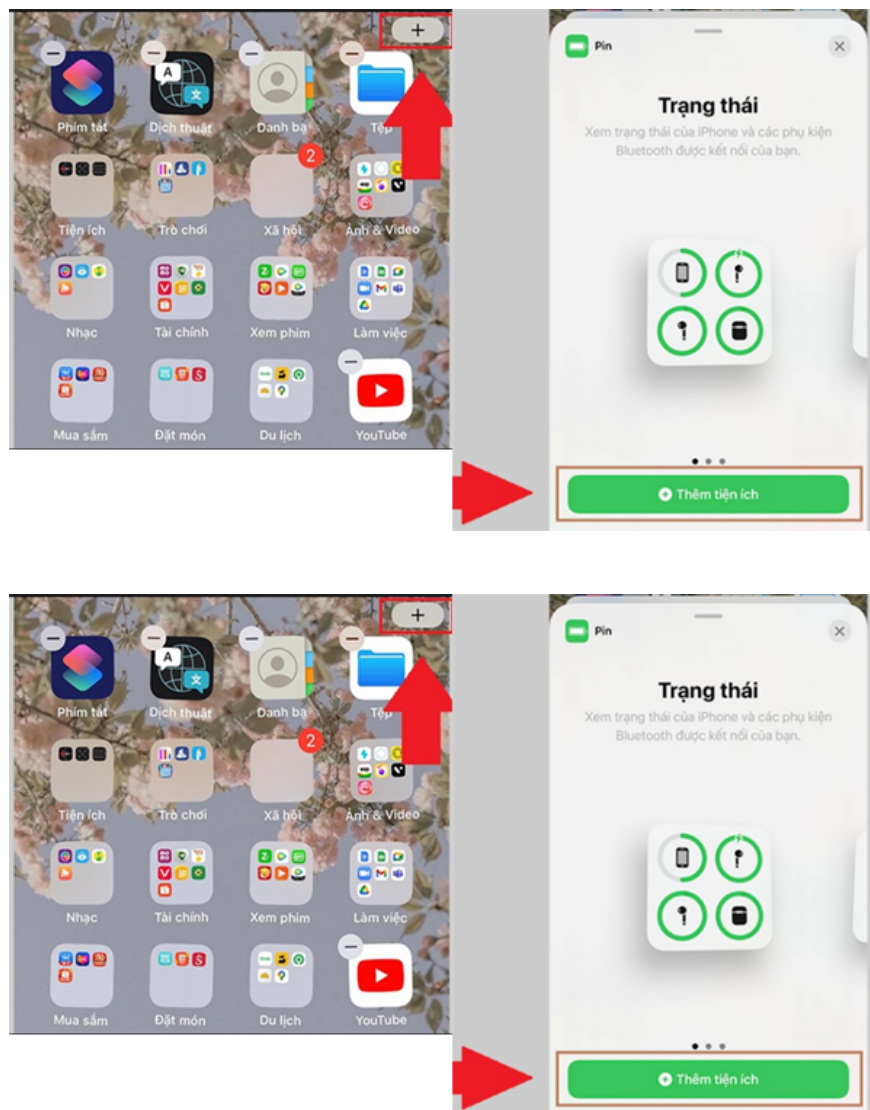 +
Phím tắt
Dịch thuật
Danh bạ
Tệp
2
Tiện ích
Trò chơi
Xã hội
Ảnh & Video
Nhạc
Tài chính
Xem phim
Làm việc
Mua sắm
Đặt món
Du lịch
YouTube
Pin
Trạng thái
Xem trạng thái của iPhone và các phụ kiện
Bluetooth được kết nối của bạn.
Thêm tiện ích
+
Phím tắt
Dịch thuật
Danh bạ
Tệp
2
Tiện ích
Trò chơi
Xã hội
Ảnh & Video
Nhạc
Tài chính
Xem phim
Làm việc
Mua sắm
Đặt món
Du lịch
YouTube
Pin
Trạng thái
Xem trạng thái của iPhone và các phụ kiện
Bluetooth được kết nối của bạn.
Thêm tiện ích